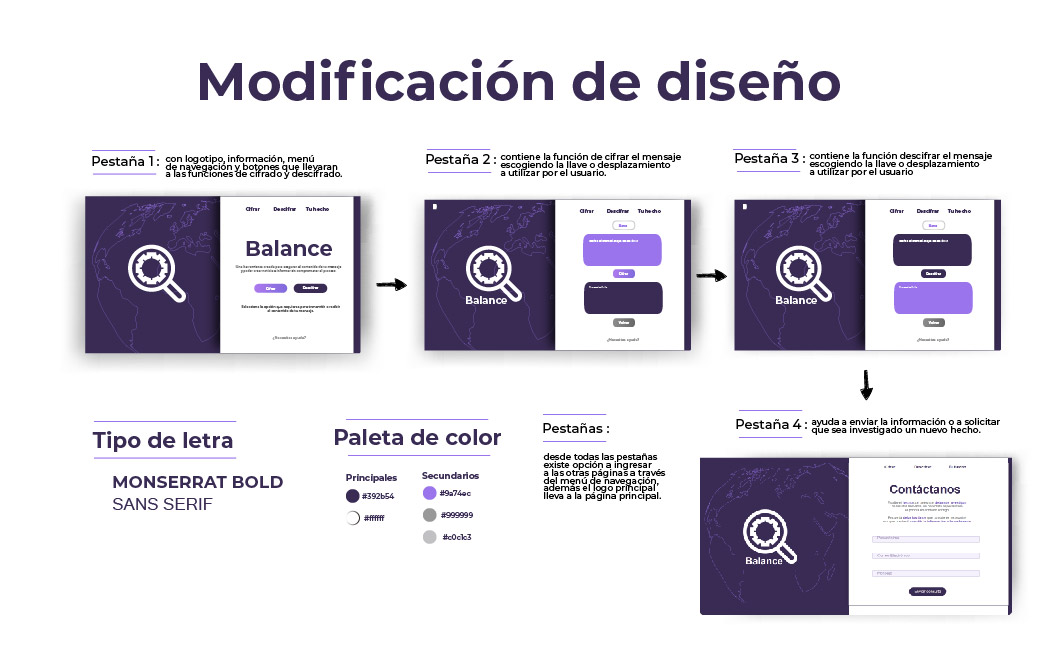 Modificación de diseño
Pestaña 1 :
con logotipo, información, menú
de navegación y botones que llevaran
a las funciones de cifrado y descifrado.
Pestaña 2 :
contiene la función de cifrar el mensaje
escogiendo la llave o desplazamiento
a utilizar por el usuario.
Pestaña 3 :
contiene la función descifrar el mensaje
escogiendo la llave o desplazamiento
a utilizar por el usuario
Cifrar Descifrar Tu hecho
Balance
Cifrar Descifrar
¿Necesitas ayuda?
Cifrar Descifrar Tu hecho
Cifrar
Volver
¿Necesitas ayuda?
Balance
Cifrar Descifrar Tu hecho
Descifrar
Volver
¿Necesitas ayuda?
Balance
Tipo de letra
MONSERRAT BOLD
SANS SERIF
Paleta de color
Principales
#392b54
#ffffff
Secundarios
#9a74ec
#999999
#c0c1c3
Pestañas :
desde todas las pestañas
existe opción a ingresar
a las otras páginas a través
del menú de navegación,
además el logo principal
lleva a la página principal.
Pestaña 4 :
ayuda a enviar la información o a solicitar
que sea investigado un nuevo hecho.
Balance
Contáctanos